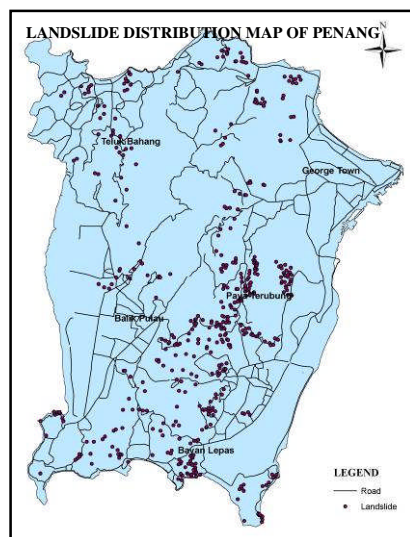 LANDSLIDE DISTRIBUTION MAP OF PENANG
N
Teluk Bahang
George Town
Paya Terubung
Balik Pulau
Bayan Lepas
LEGEND
Road
Landslide